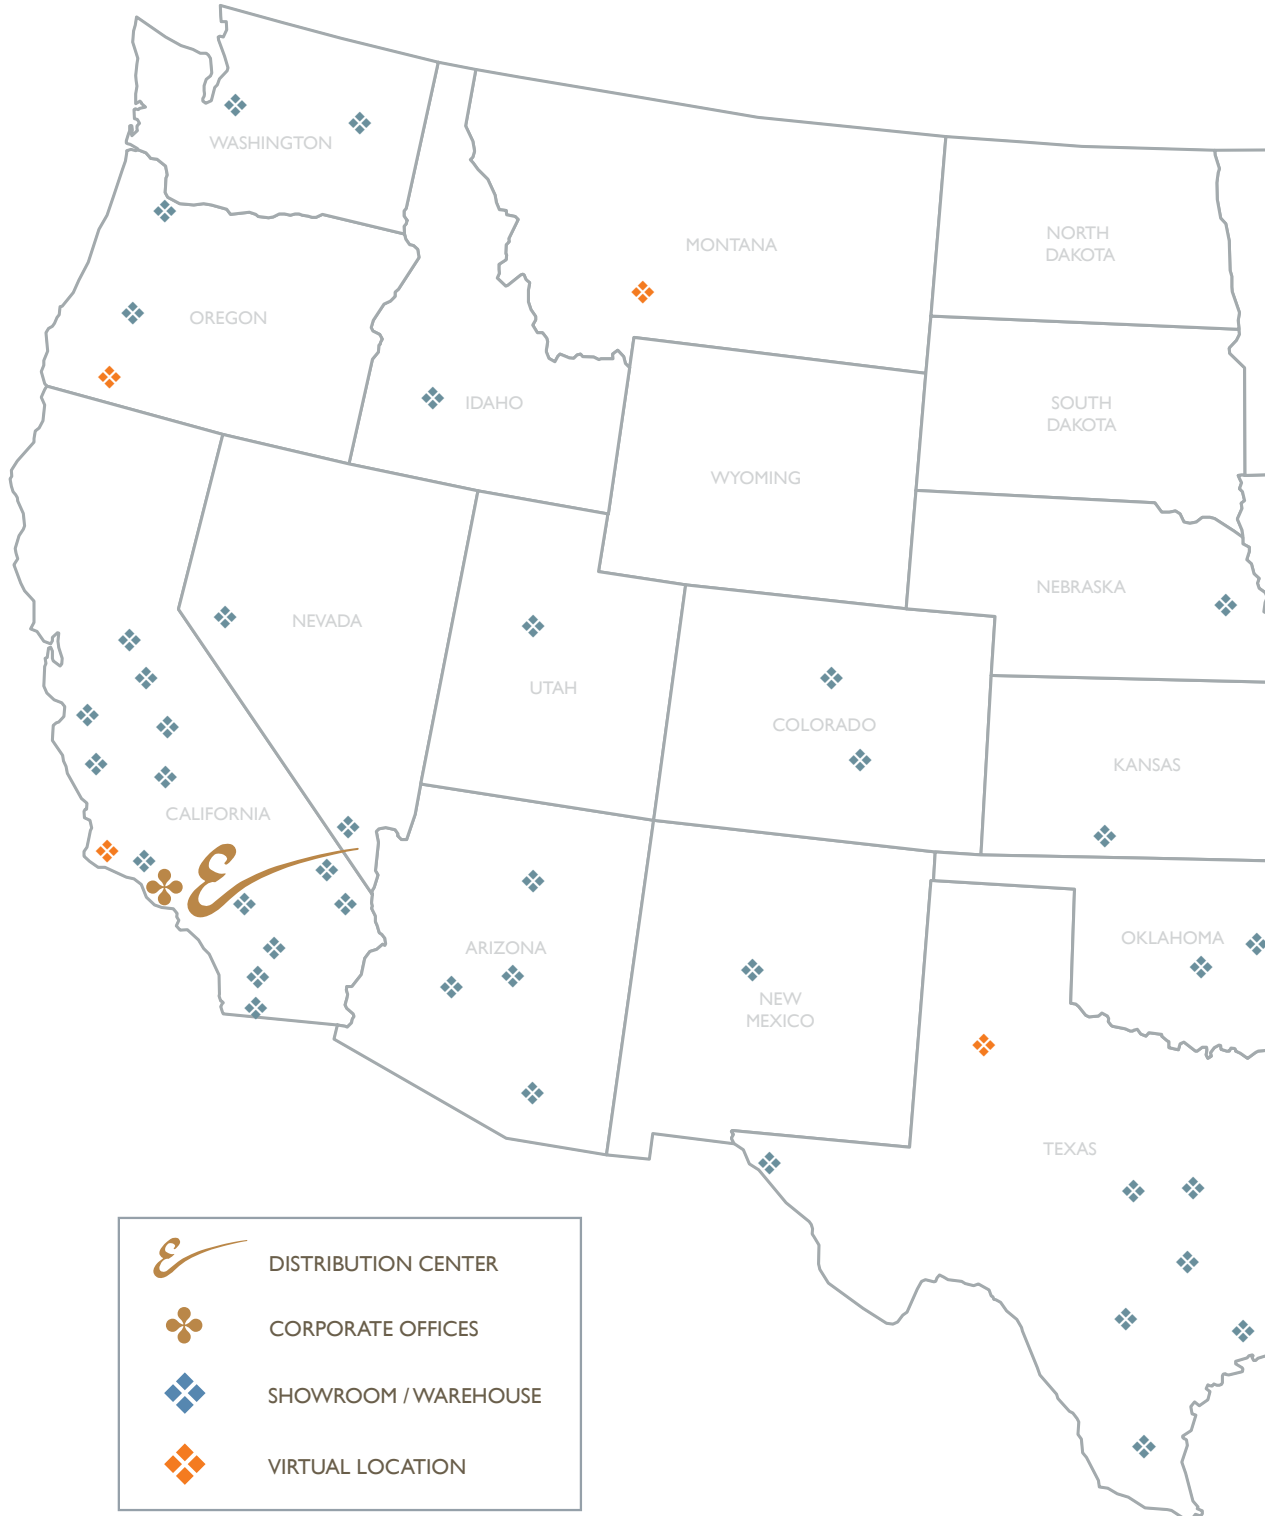 WASHINGTON
MONTANA
NORTH
DAKOTA
OREGON
IDAHO
SOUTH
DAKOTA
WYOMING
NEBRASKA
NEVADA
UTAH
COLORADO
KANSAS
CALIFORNIA
ARIZONA
OKLAHOMA
NEW
MEXICO
TEXAS
DISTRIBUTION CENTER
CORPORATE OFFICES
SHOWROOM / WAREHOUSE
VIRTUAL LOCATION